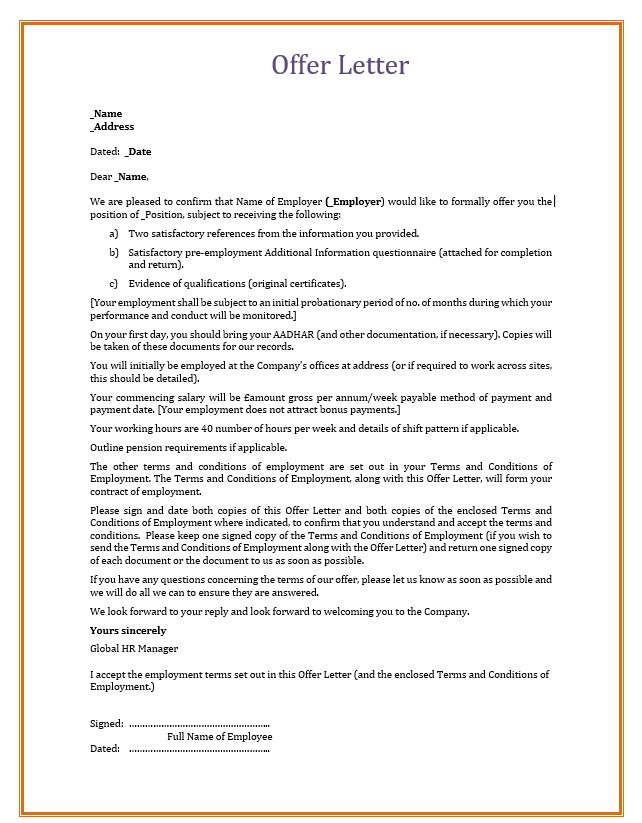 Offer Letter
_Name
_Address
Dated: _Date
Dear _Name,
We are pleased to confirm that Name of Employer (_Employer) would like to formally offer you the
position of _Position, subject to receiving the following:
a) Two satisfactory references from the information you provided.
b) Satisfactory pre-employment Additional Information questionnaire (attached for completion
and return).
c) Evidence of qualifications (original certificates).
[Your employment shall be subject to an initial probationary period of no. of months during which your
performance and conduct will be monitored.]
On your first day, you should bring your AADHAR (and other documentation, if necessary). Copies will
be taken of these documents for our records.
You will initially be employed at the Company's offices at address (or if required to work across sites,
this should be detailed).
Your commencing salary will be £amount gross per annum/week payable method of payment and
payment date. [Your employment does not attract bonus payments.]
Your working hours are 40 number of hours per week and details of shift pattern if applicable.
Outline pension requirements if applicable.
The other terms and conditions of employment are set out in your Terms and Conditions of
Employment. The Terms and Conditions of Employment, along with this Offer Letter, will form your
contract of employment.
Please sign and date both copies of this Offer Letter and both copies of the enclosed Terms and
Conditions of Employment where indicated, to confirm that you understand and accept the terms and
conditions. Please keep one signed copy of the Terms and Conditions of Employment (if you wish to
send the Terms and Conditions of Employment along with the Offer Letter) and return one signed copy
of each document or the document to us as soon as possible.
If you have any questions concerning the terms of our offer, please let us know as soon as possible and
we will do all we can to ensure they are answered.
We look forward to your reply and look forward to welcoming you to the Company.
Yours sincerely
Global HR Manager
I accept the employment terms set out in this Offer Letter (and the enclosed Terms and Conditions of
Employment.)
Signed: ……………………………………………..
Full Name of Employee
Dated: ……………………………………………..